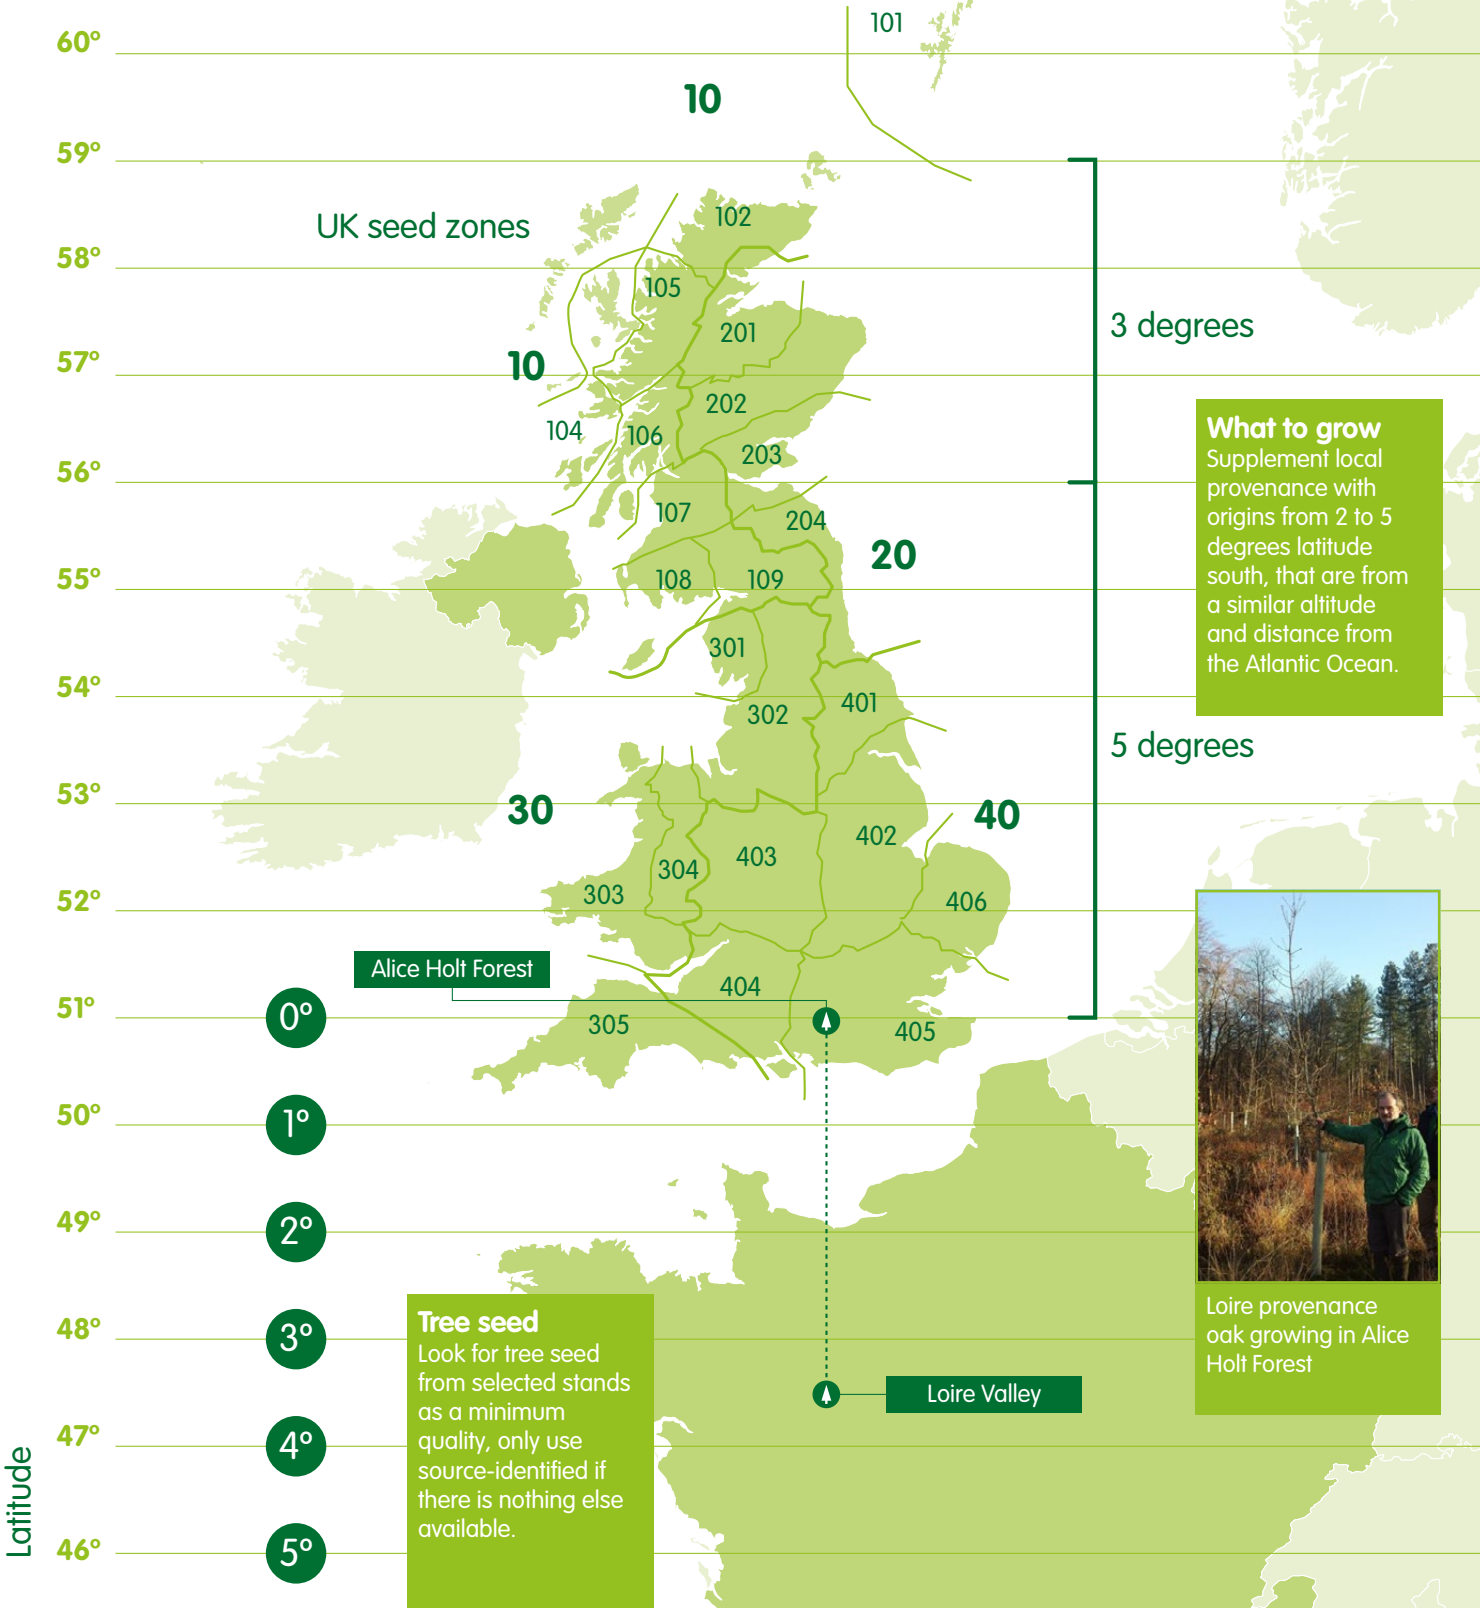 101
60°
10
59°
UK seed zones
102
58°
105
3 degrees
201
57°
10
202
What to grow
Supplement local
provenance with
origins from 2 to 5
degrees latitude
south, that are from
a similar altitude
and distance from
the Atlantic Ocean.
104
106
203
56°
107
204
20
55°
108
109
301
54°
401
302
5 degrees
53°
30
40
402
403
304
303
406
52°
Alice Holt Forest
404
51°
0°
305
405
50°
1°
49°
2°
Loire provenance
oak growing in Alice
Holt Forest
48°
3°
Tree seed
Look for tree seed
from selected stands
as a minimum
quality, only use
source-identified if
there is nothing else
available.
Loire Valley
47°
4°
Latitude
46°
5°